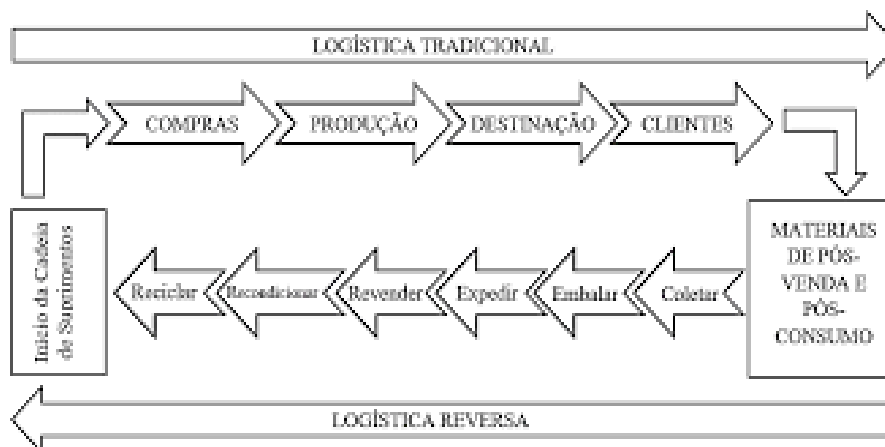 LOGÍSTICA TRADICIONAL
COMPRAS
PRODUÇÃO
DESTINAÇÃO
CLIENTES
Início da Cadeia
de Suprimentos
Reciclar
Recondicionar
Revender
Expedir
Embalar
Coletar
MATERIAIS
DE PÓS-
VENDA E
PÓS-
CONSUMO
LOGÍSTICA REVERSA